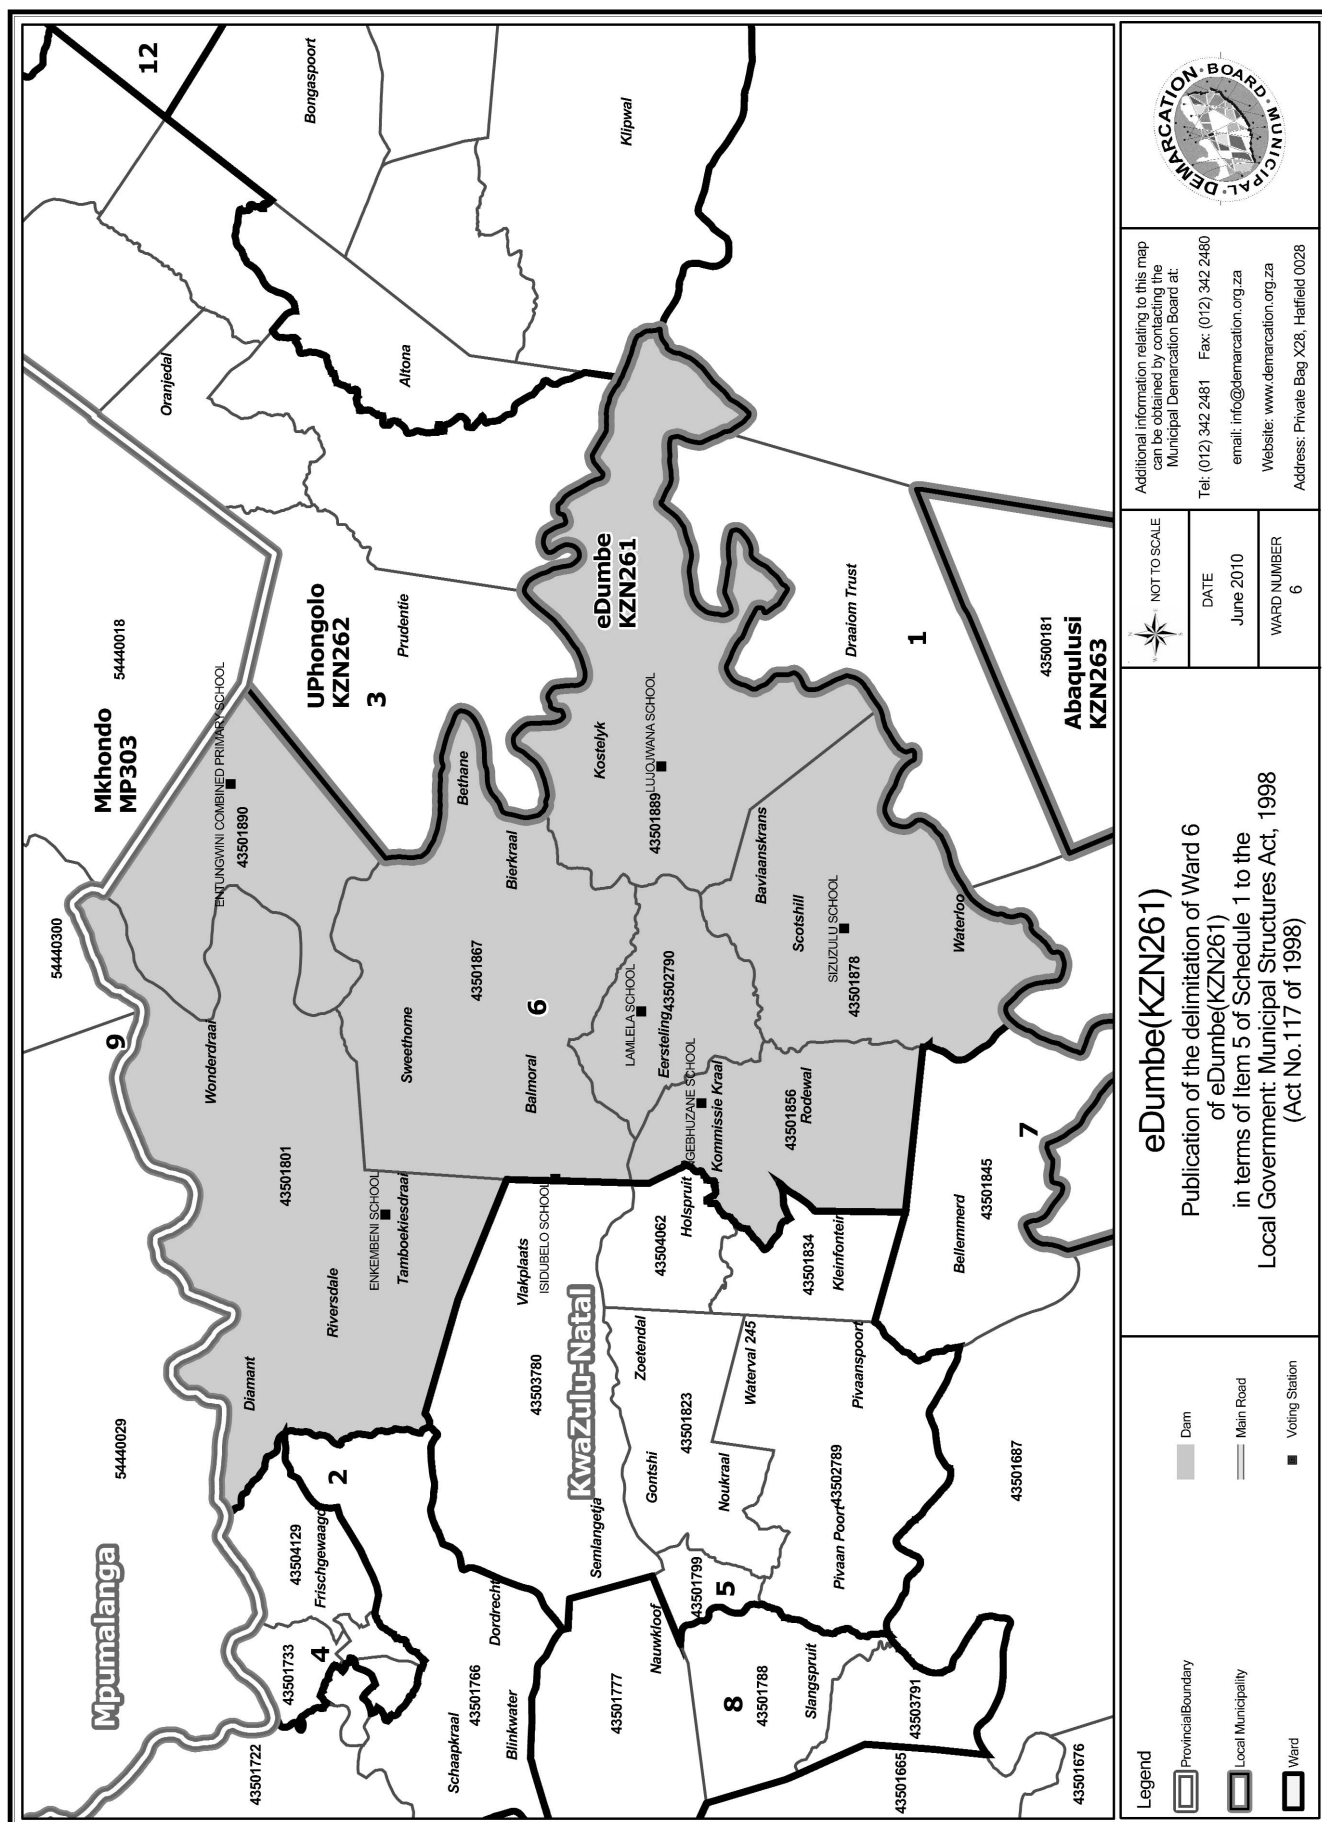 12
Bongaspoort
Klipwal
Oranjedal
Altona
Mkhondo
MP303
54440018
54440300
9
ENTUNGWINI COMBINED PRIMARY SCHOOL
43501890
UPhongolo
KZN262
3
Prudentie
eDumbe
KZN261
Draaiom Trust
1
43500181
Abaqulusi
KZN263
Bethane
Bierkraal
Kostelyk
LUJOJWANA SCHOOL
43501889
Baviaanskrans
Scotshill
SIZUZULU SCHOOL
43501878
Waterloo
Wonderdraai
Sweethome
43501867
6
Balmoral
LAMLELA SCHOOL
Eersteling
43502790
GEBHUZANE SCHOOL
Kommissie Kraal
43501856
Rodewal
43501801
ENKEMBENI SCHOOL
Tamboekiesdraai
Riversdale
Diamant
Vlakplaats
ISIDUBELO SCHOOL
Holspruit
43504062
43501834
Kleinfontein
Bellemmerd
43501845
7
54440029
Mpumalanga
KwaZulu-Natal
43503780
Zoetendal
43501823
Gontshi
Waterval 245
Noukraal
Pivaanspoort
Pivaan Poort
43502789
43501687
2
43504129
Frischgewaagd
Semlangetja
43501799
5
4
43501733
Dordrecht
43501766
Schaapkraal
Blinkwater
Nauwkloof
43501777
8
43501788
Slangspruit
43503791
43501722
43501665
43501676
Legend
ProvincialBoundary
Local Municipality
Ward
Dam
Main Road
Voting Station
eDumbe(KZN261)
Publication of the delimitation of Ward 6
of eDumbe(KZN261)
in terms of Item 5 of Schedule 1 to the
Local Government: Municipal Structures Act, 1998
(Act No.117 of 1998)
NOT TO SCALE
DATE
June 2010
WARD NUMBER
6
Additional information relating to this map
can be obtained by contacting the
Municipal Demarcation Board at:
Tel: (012) 342 2481 Fax: (012) 342 2480
email: info@demarcation.org.za
Website: www.demarcation.org.za
Address: Private Bag X28, Hatfield 0028
MUNICIPAL · DEMARCATION · BOARD ·